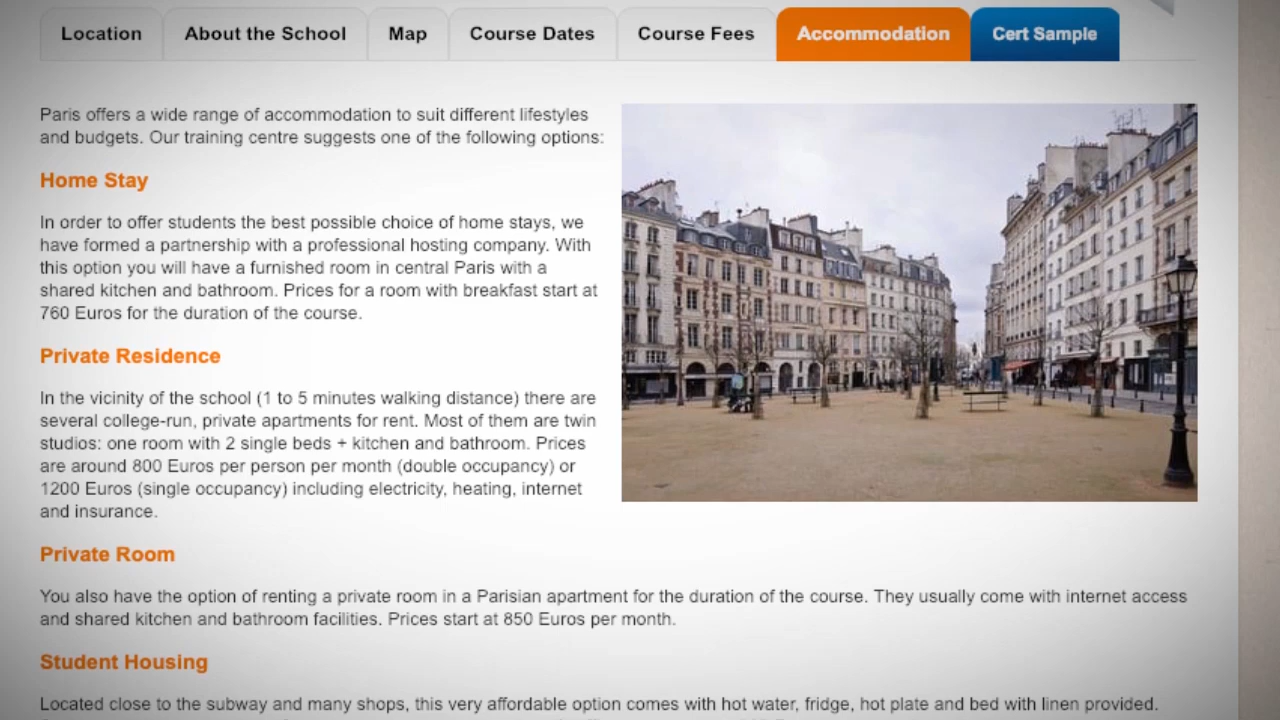 Location
About the School
Map
Course Dates
Course Fees
Accommodation
Cert Sample
Paris offers a wide range of accommodation to suit different lifestyles
and budgets. Our training centre suggests one of the following options:
Home Stay
In order to offer students the best possible choice of home stays, we
have formed a partnership with a professional hosting company. With
this option you will have a furnished room in central Paris with a
shared kitchen and bathroom. Prices for a room with breakfast start at
760 Euros for the duration of the course.
Private Residence
In the vicinity of the school (1 to 5 minutes walking distance) there are
several college-run, private apartments for rent. Most of them are twin
studios: one room with 2 single beds + kitchen and bathroom. Prices
are around 800 Euros per person per month (double occupancy) or
1200 Euros (single occupancy) including electricity, heating, internet
and insurance.
Private Room
You also have the option of renting a private room in a Parisian apartment for the duration of the course. They usually come with internet access
and shared kitchen and bathroom facilities. Prices start at 850 Euros per month.
Student Housing
Located close to the subway and many shops, this very affordable option comes with hot water, fridge, hot plate and bed with linen provided.